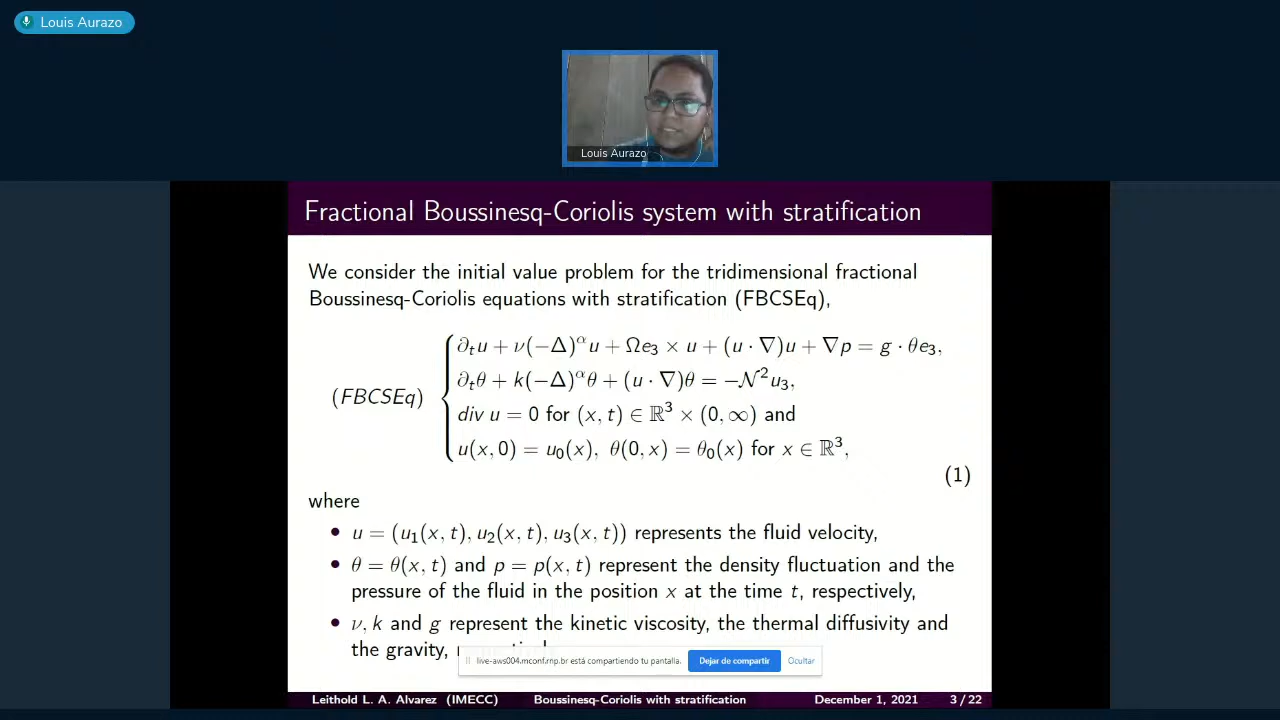 Louis Aurazo
Louis Aurazo
Fractional Boussinesq-Coriolis system with stratification
We consider the initial value problem for the tridimensional fractional
Boussinesq-Coriolis equations with stratification (FBCSEq),
∂ₜu + ν(−Δ)^α u + Ωe₃ × u + (u · ∇)u + ∇p = g · θe₃,
∂ₜθ + k(−Δ)^α θ + (u · ∇)θ = −𝒩²u₃,
(FBCSEq)
div u = 0 for (x, t) ∈ ℝ³ × (0, ∞) and
u(x, 0) = u₀(x), θ(0, x) = θ₀(x) for x ∈ ℝ³,
(1)
where
• u = (u₁(x, t), u₂(x, t), u₃(x, t)) represents the fluid velocity,
• θ = θ(x, t) and p = p(x, t) represent the density fluctuation and the
pressure of the fluid in the position x at the time t, respectively,
• ν, k and g represent the kinetic viscosity, the thermal diffusivity and
the gravity,
live-aws004.mconf.rnp.br está compartiendo tu pantalla. Dejar de compartir Ocultar
Leithold L. A. Alvarez (IMECC) Boussinesq-Coriolis with stratification December 1, 2021 3 / 22